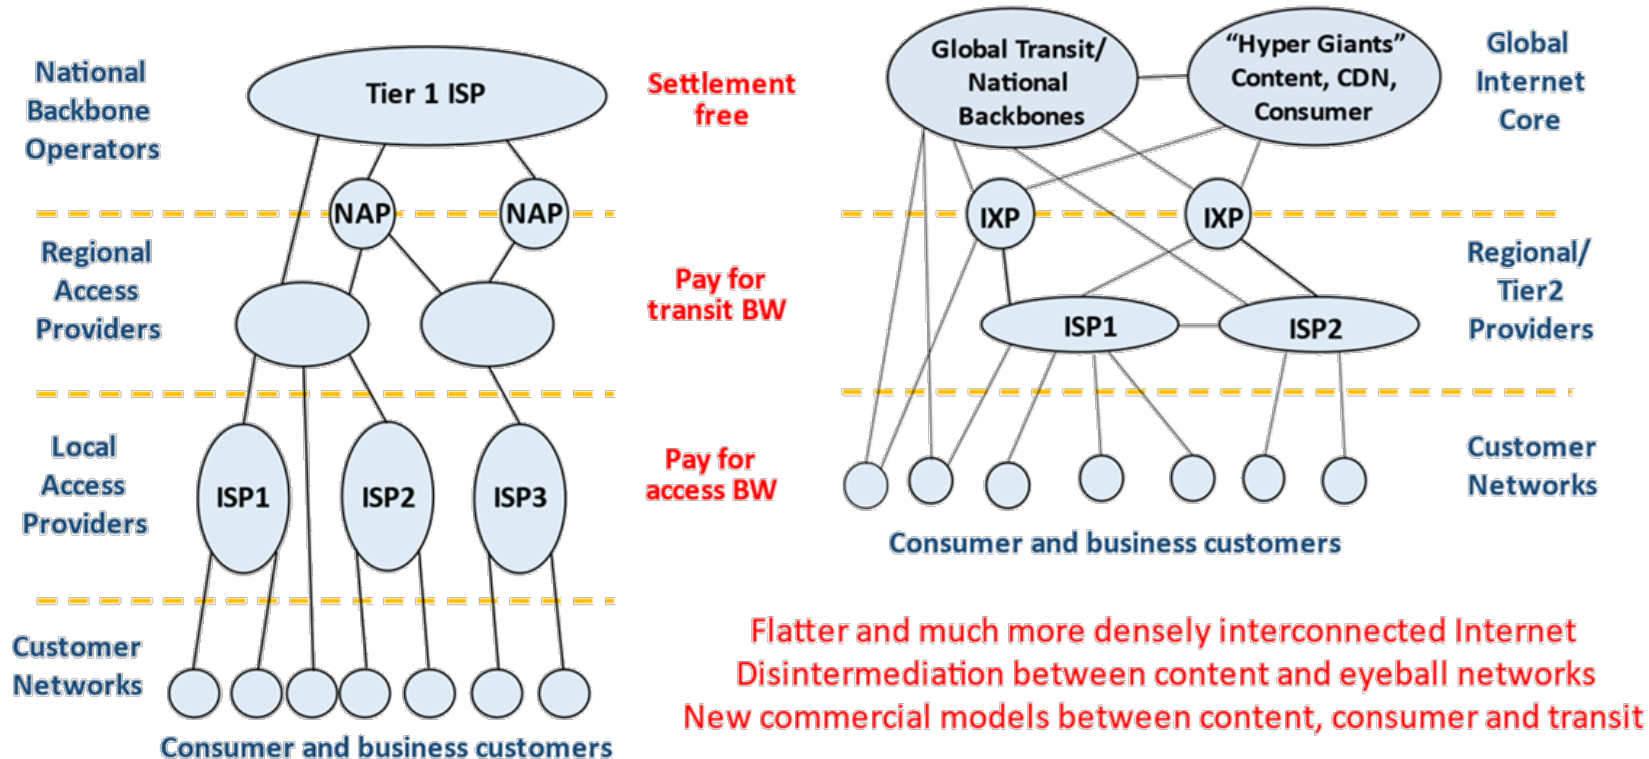 National
Backbone
Operators
Tier 1 ISP
NAP
NAP
Regional
Access
Providers
Local
Access
Providers
ISP1
ISP2
ISP3
Customer
Networks
Consumer and business customers
Settlement
free
Pay for
transit BW
Pay for
access BW
Global Transit/
National
Backbones
“Hyper Giants”
Content, CDN,
Consumer
Global
Internet
Core
IXP
IXP
Regional/
Tier2
Providers
ISP1
ISP2
Customer
Networks
Consumer and business customers
Flatter and much more densely interconnected Internet
Disintermediation between content and eyeball networks
New commercial models between content, consumer and transit